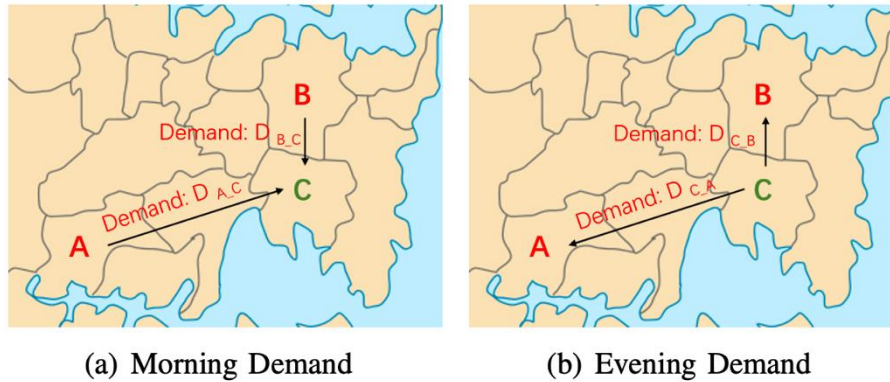 B
Demand: D B_C
Demand: D A_C
C
A
(a) Morning Demand
B
Demand: D C_B
C
Demand: D C_A
A
(b) Evening Demand